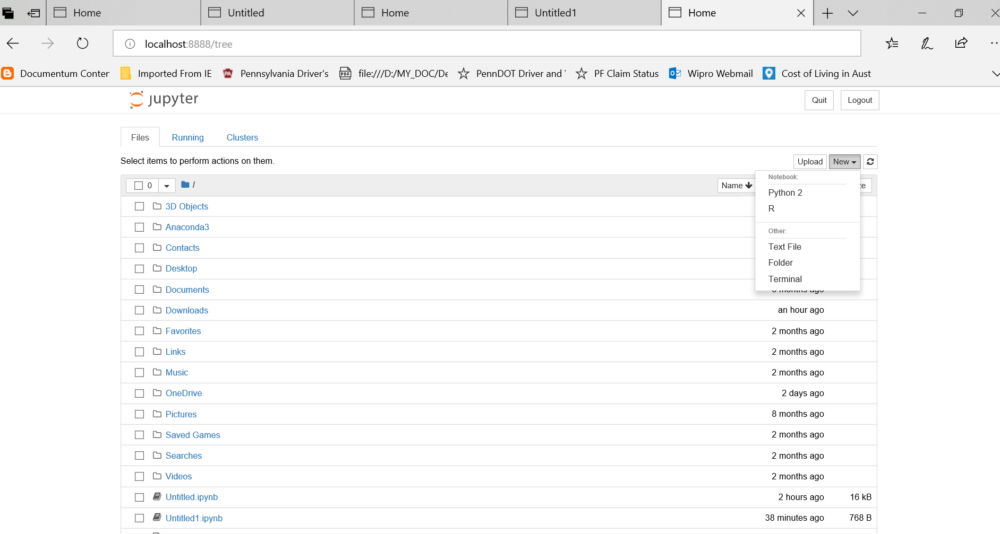 Home Untitled Home Untitled1 Home
localhost:8888/tree
Documentum Conter Imported From IE Pennsylvania Driver's file:///D:/MY_DOC/De PennDOT Driver and ' PF Claim Status Wipro Webmail Cost of Living in Aust
jupyter Quit Logout
Files Running Clusters
Select items to perform actions on them. Upload New
0 / Name
Notebook:
Python 2
R
Other:
Text File
Folder
Terminal
3D Objects
Anaconda3
Contacts
Desktop
Documents
Downloads an hour ago
Favorites 2 months ago
Links 2 months ago
Music 2 months ago
OneDrive 2 days ago
Pictures 8 months ago
Saved Games 2 months ago
Searches 2 months ago
Videos 2 months ago
Untitled.ipynb 2 hours ago 16 kB
Untitled1.ipynb 38 minutes ago 768 B